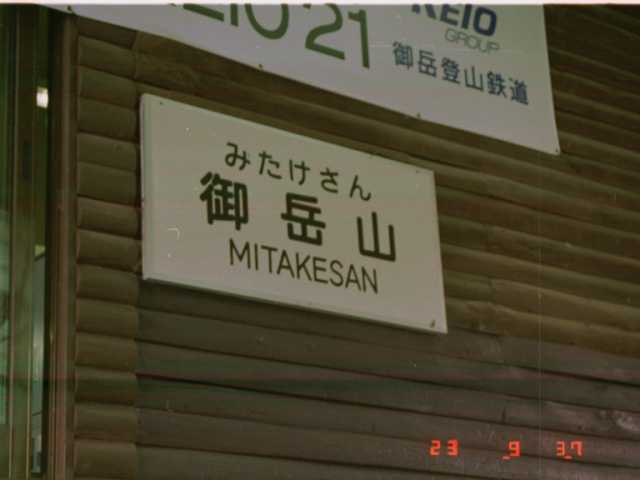 KEIO '21
KEIO
GROUP
御岳登山鉄道
みたけさん
御岳山
MITAKESAN
23 9 37